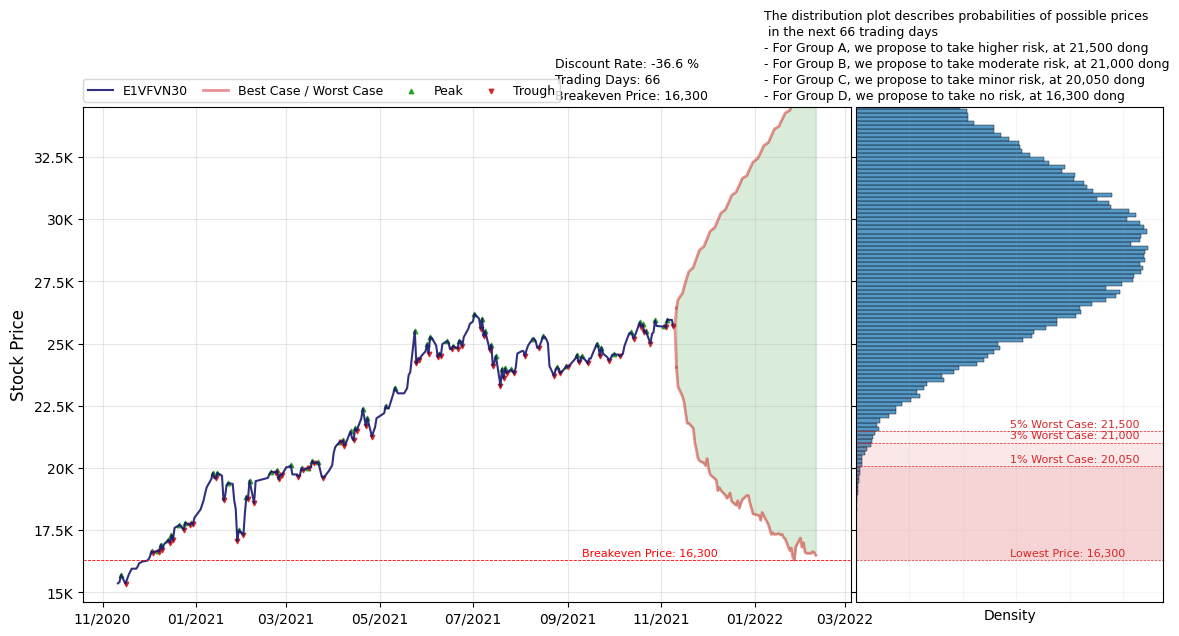 The distribution plot describes probabilities of possible prices
in the next 66 trading days
- For Group A, we propose to take higher risk, at 21,500 dong
- For Group B, we propose to take moderate risk, at 21,000 dong
- For Group C, we propose to take minor risk, at 20,050 dong
- For Group D, we propose to take no risk, at 16,300 dong
Discount Rate: -36.6 %
Trading Days: 66
Breakeven Price: 16,300
E1VFVN30
Best Case / Worst Case
Peak
Trough
Stock Price
32.5K
30K
27.5K
25K
22.5K
20K
17.5K
15K
Breakeven Price: 16,300
11/2020
01/2021
03/2021
05/2021
07/2021
09/2021
11/2021
01/2022
03/2022
5% Worst Case: 21,500
3% Worst Case: 21,000
1% Worst Case: 20,050
Lowest Price: 16,300
Density